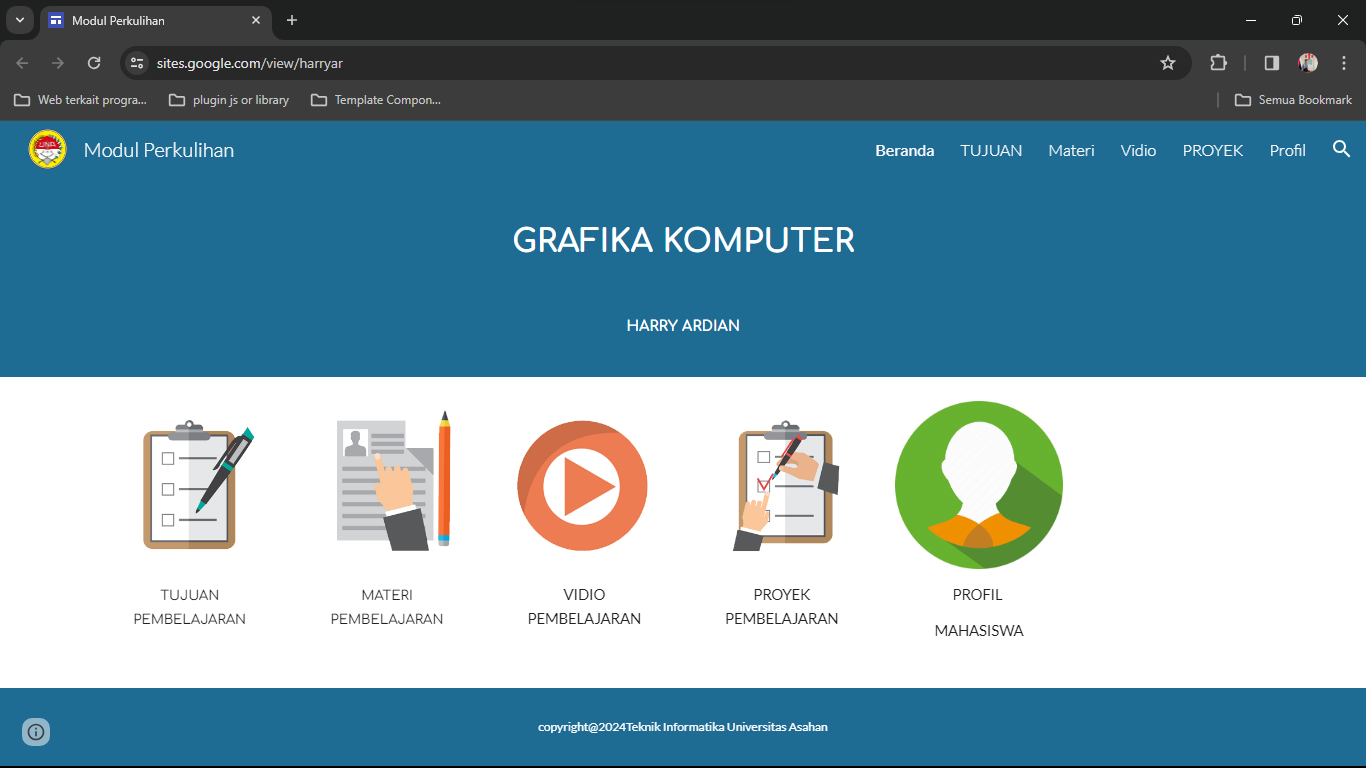 Modul Perkulihan
sites.google.com/view/harryar
Web terkait progra...
plugin js or library
Template Compon...
Semua Bookmark
UNA
Modul Perkulihan
Beranda
TUJUAN
Materi
Vidio
PROYEK
Profil
GRAFIKA KOMPUTER
HARRY ARDIAN
TUJUAN
PEMBELAJARAN
MATERI
PEMBELAJARAN
VIDIO
PEMBELAJARAN
PROYEK
PEMBELAJARAN
PROFIL
MAHASISWA
copyright@2024Teknik Informatika Universitas Asahan